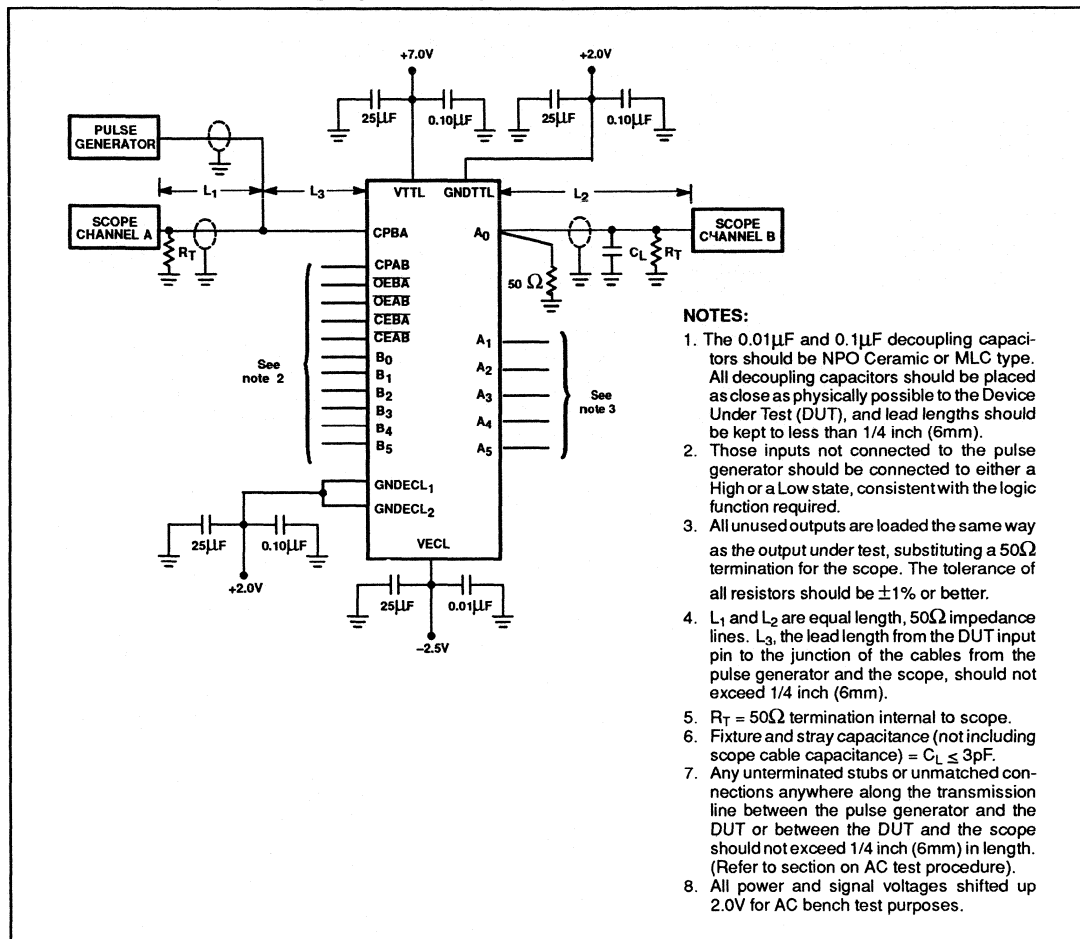 +7.0V
+2.0V
25µF
0.10µF
25µF
0.10µF
PULSE
GENERATOR
L1
L3
VTTL
GNDTTL
L2
SCOPE
CHANNEL A
RT
CPBA
A0
CL
RT
SCOPE
CHANNEL B
50 Ω
CPAB
OEBA
OEAB
CEBA
CEAB
B0
B1
B2
B3
B4
B5
See
note 2
A1
A2
A3
A4
A5
See
note 3
GNDECL1
GNDECL2
VECL
25µF
0.10µF
+2.0V
25µF
0.01µF
−2.5V
NOTES:
1. The 0.01µF and 0.1µF decoupling capaci-
tors should be NPO Ceramic or MLC type.
All decoupling capacitors should be placed
as close as physically possible to the Device
Under Test (DUT), and lead lengths should
be kept to less than 1/4 inch (6mm).
2. Those inputs not connected to the pulse
generator should be connected to either a
High or a Low state, consistent with the logic
function required.
3. All unused outputs are loaded the same way
as the output under test, substituting a 50Ω
termination for the scope. The tolerance of
all resistors should be ±1% or better.
4. L1 and L2 are equal length, 50Ω impedance
lines. L3, the lead length from the DUT input
pin to the junction of the cables from the
pulse generator and the scope, should not
exceed 1/4 inch (6mm).
5. RT = 50Ω termination internal to scope.
6. Fixture and stray capacitance (not including
scope cable capacitance) = CL ≤ 3pF.
7. Any unterminated stubs or unmatched con-
nections anywhere along the transmission
line between the pulse generator and the
DUT or between the DUT and the scope
should not exceed 1/4 inch (6mm) in length.
(Refer to section on AC test procedure).
8. All power and signal voltages shifted up
2.0V for AC bench test purposes.